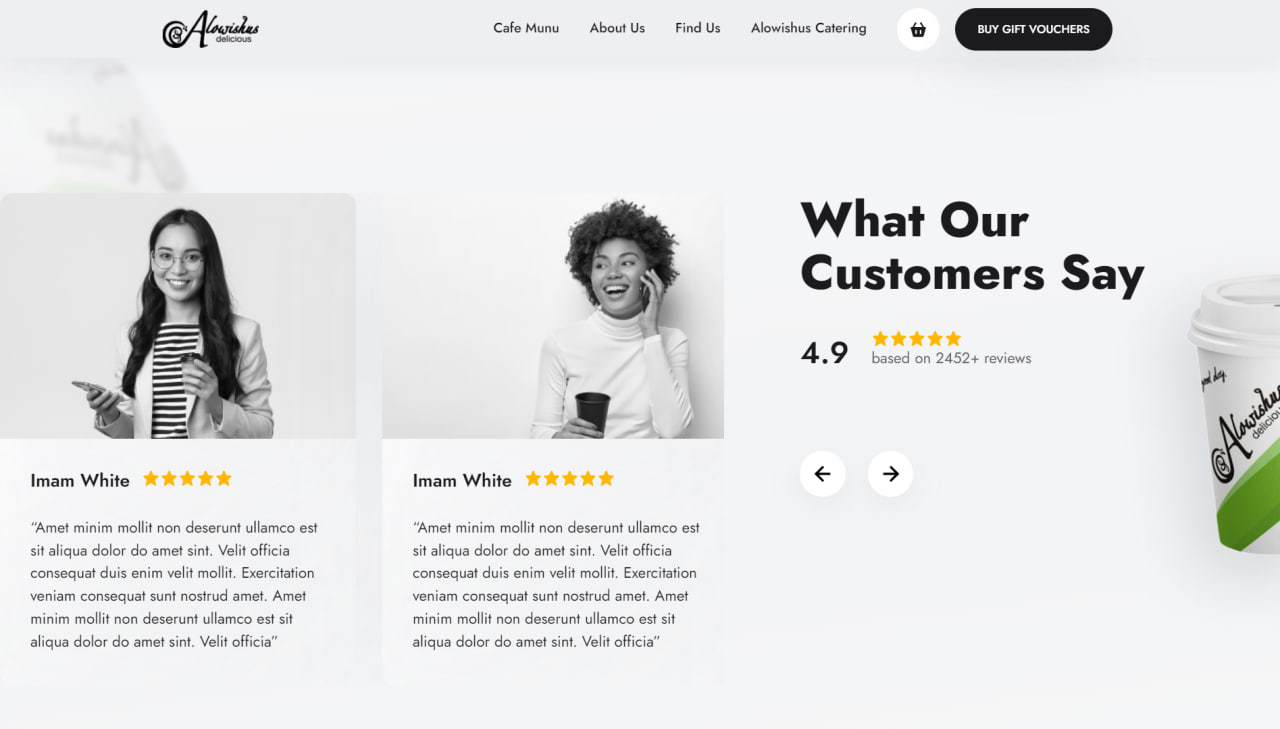 Alowishus
delicious
Cafe Munu
About Us
Find Us
Alowishus Catering
BUY GIFT VOUCHERS
What Our
Customers Say
4.9
based on 2452+ reviews
Imam White
“Amet minim mollit non deserunt ullamco est
sit aliqua dolor do amet sint. Velit officia
consequat duis enim velit mollit. Exercitation
veniam consequat sunt nostrud amet. Amet
minim mollit non deserunt ullamco est sit
aliqua dolor do amet sint. Velit officia”
Imam White
“Amet minim mollit non deserunt ullamco est
sit aliqua dolor do amet sint. Velit officia
consequat duis enim velit mollit. Exercitation
veniam consequat sunt nostrud amet. Amet
minim mollit non deserunt ullamco est sit
aliqua dolor do amet sint. Velit officia”
Alowishus